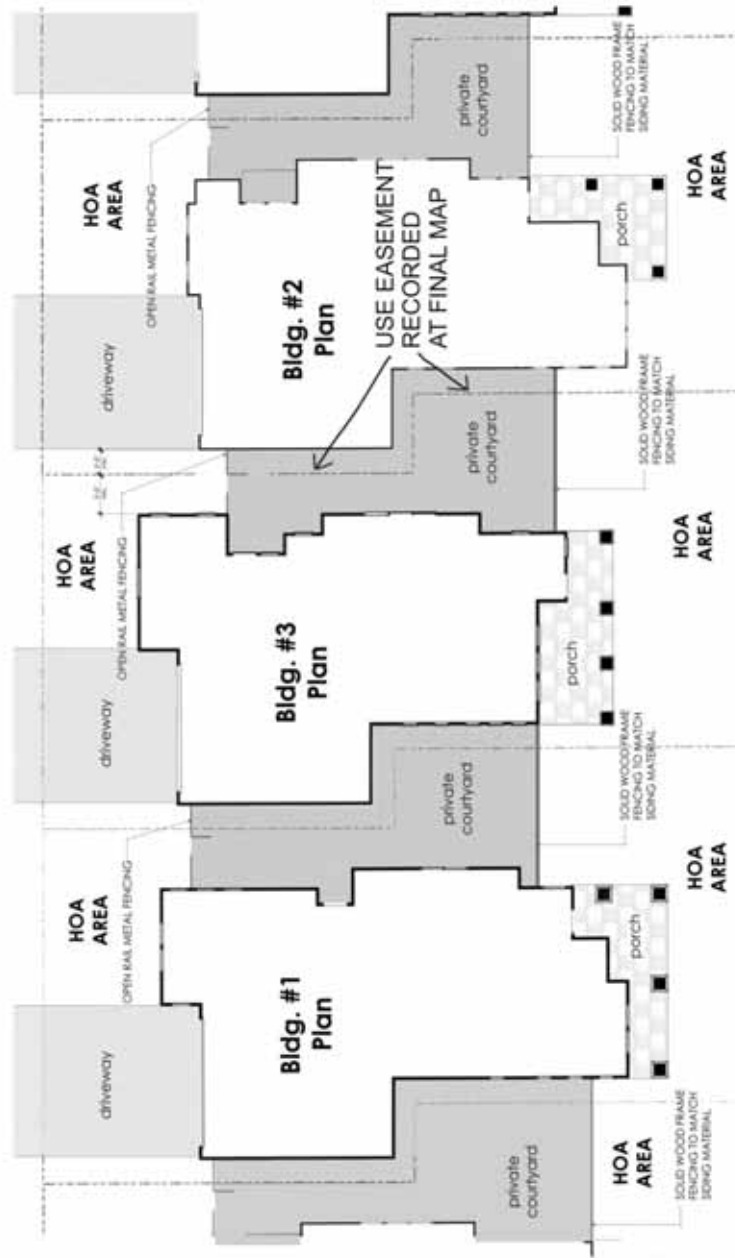 driveway
driveway
driveway
HOA
AREA
HOA
AREA
HOA
AREA
OPEN RAIL METAL FENCING
OPEN RAIL METAL FENCING
OPEN RAIL METAL FENCING
Bldg. #1
Plan
Bldg. #3
Plan
Bldg. #2
Plan
USE EASEMENT
RECORDED
AT FINAL MAP
private
courtyard
private
courtyard
private
courtyard
private
courtyard
porch
porch
porch
HOA
AREA
SOLID WOOD FRAME
FENCING TO MATCH
SIDING MATERIAL
HOA
AREA
SOLID WOOD FRAME
FENCING TO MATCH
SIDING MATERIAL
HOA
AREA
SOLID WOOD FRAME
FENCING TO MATCH
SIDING MATERIAL
HOA
AREA
SOLID WOOD FRAME
FENCING TO MATCH
SIDING MATERIAL